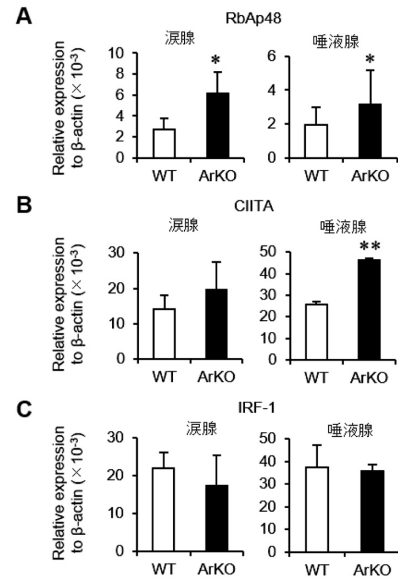 A
RbAp48
涙腺
唾液腺
Relative expression
to β-actin (×10-3)
10
8
6
4
2
0
*
WT
ArKO
6
4
2
0
*
WT
ArKO
B
CIITA
涙腺
唾液腺
Relative expression
to β-actin (×10-3)
30
20
10
0
WT
ArKO
50
40
30
20
10
0
**
WT
ArKO
C
IRF-1
涙腺
唾液腺
Relative expression
to β-actin (×10-3)
30
20
10
0
WT
ArKO
50
40
30
20
10
0
WT
ArKO